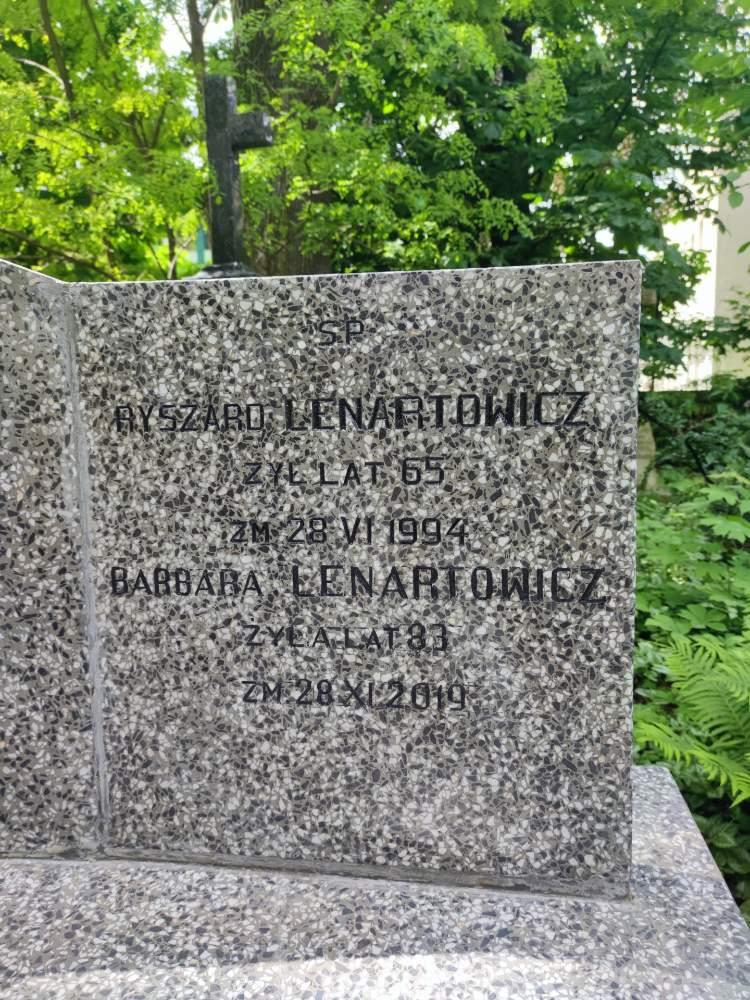 SP
RYSZARD LENARTOWICZ
ŻYŁ LAT 65
ZM 28 VI 1994
BARBARA LENARTOWICZ
ŻYŁA LAT 83
ZM 28 XI 2019